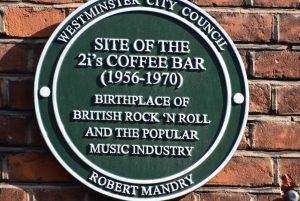 WESTMINSTER CITY COUNCIL
SITE OF THE
2i's COFFEE BAR
(1956-1970)
BIRTHPLACE OF
BRITISH ROCK 'N ROLL
AND THE POPULAR
MUSIC INDUSTRY
ROBERT MANDRY